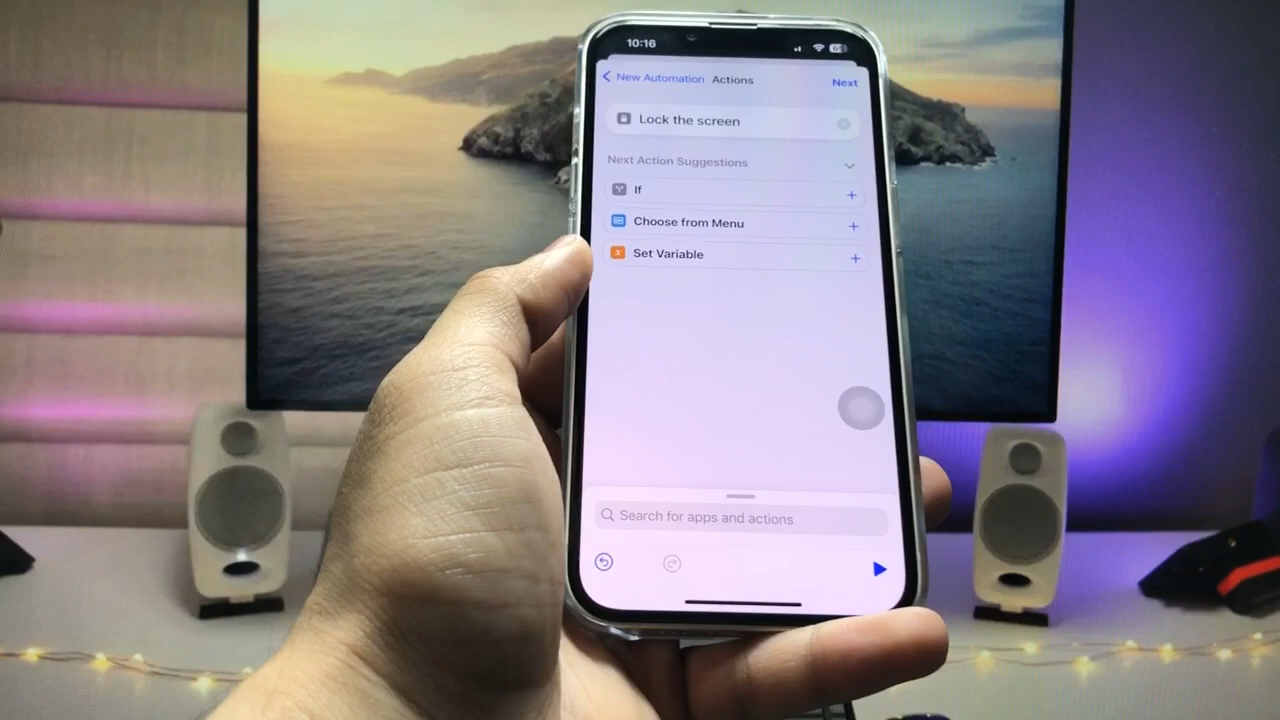 10:16
New Automation Actions Next
Lock the screen
Next Action Suggestions
If
Choose from Menu
Set Variable
Search for apps and actions